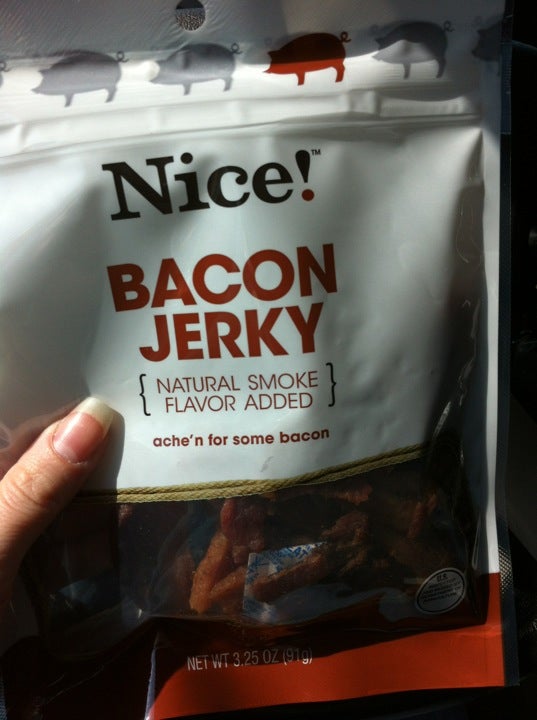 Nice!™
BACON
JERKY
{ NATURAL SMOKE
FLAVOR ADDED }
ache'n for some bacon
NET WT 3.25 OZ (91g)